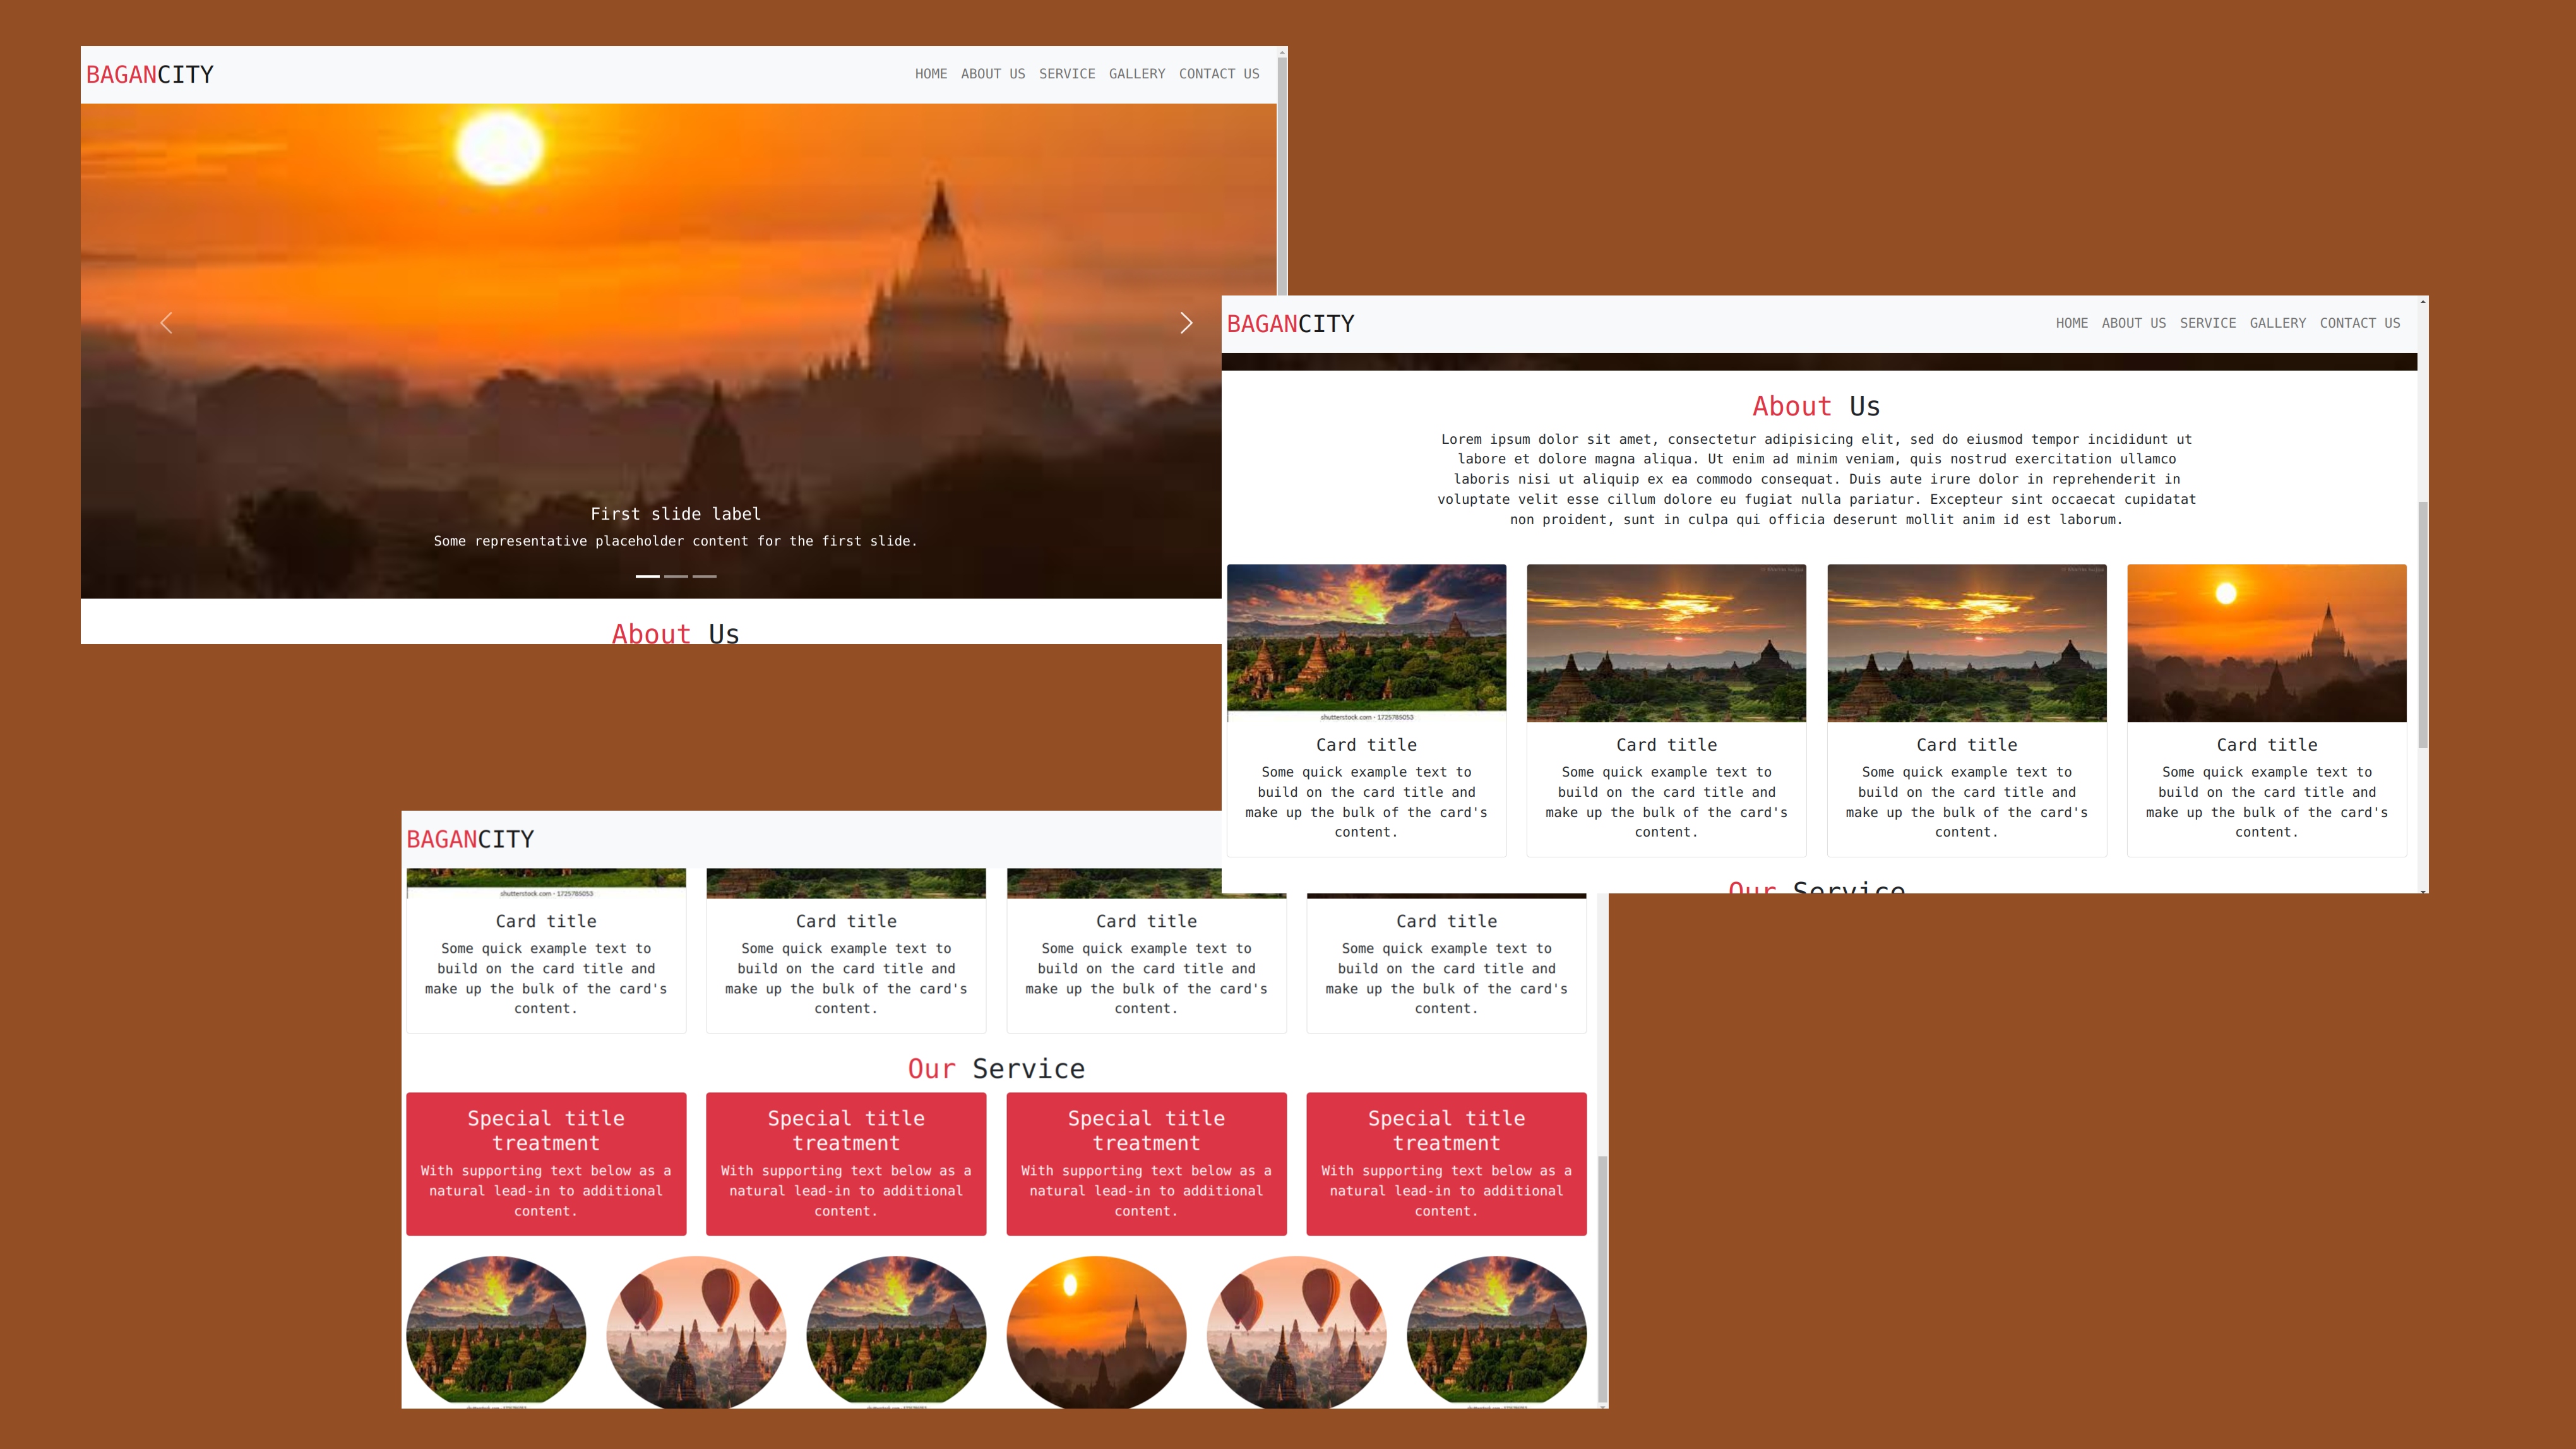 BAGANCITY
HOME ABOUT US SERVICE GALLERY CONTACT US
First slide label
Some representative placeholder content for the first slide.
About Us
BAGANCITY
HOME ABOUT US SERVICE GALLERY CONTACT US
About Us
Lorem ipsum dolor sit amet, consectetur adipisicing elit, sed do eiusmod tempor incididunt ut
labore et dolore magna aliqua. Ut enim ad minim veniam, quis nostrud exercitation ullamco
laboris nisi ut aliquip ex ea commodo consequat. Duis aute irure dolor in reprehenderit in
voluptate velit esse cillum dolore eu fugiat nulla pariatur. Excepteur sint occaecat cupidatat
non proident, sunt in culpa qui officia deserunt mollit anim id est laborum.
shutterstock.com • 1725785053
Card title
Some quick example text to
build on the card title and
make up the bulk of the card's
content.
Card title
Some quick example text to
build on the card title and
make up the bulk of the card's
content.
Card title
Some quick example text to
build on the card title and
make up the bulk of the card's
content.
Card title
Some quick example text to
build on the card title and
make up the bulk of the card's
content.
Our Service
BAGANCITY
shutterstock.com • 1725785053
Card title
Some quick example text to
build on the card title and
make up the bulk of the card's
content.
Card title
Some quick example text to
build on the card title and
make up the bulk of the card's
content.
Card title
Some quick example text to
build on the card title and
make up the bulk of the card's
content.
Card title
Some quick example text to
build on the card title and
make up the bulk of the card's
content.
Our Service
Special title
treatment
With supporting text below as a
natural lead-in to additional
content.
Special title
treatment
With supporting text below as a
natural lead-in to additional
content.
Special title
treatment
With supporting text below as a
natural lead-in to additional
content.
Special title
treatment
With supporting text below as a
natural lead-in to additional
content.